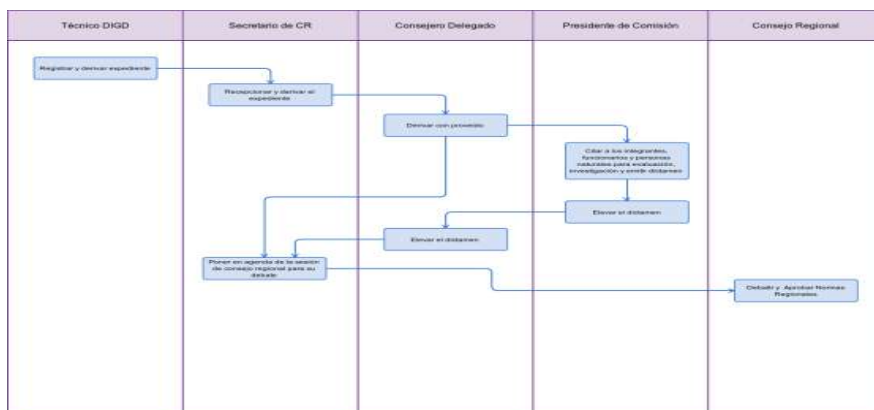 Técnico DIGD
Secretario de CR
Consejero Delegado
Presidente de Comisión
Consejo Regional
Registrar y derivar expediente
Recepcionar y derivar el
expediente
Derivar con proveído
Citar a los integrantes,
funcionarios y personas
naturales para evaluación,
investigación y emitir dictamen
Elevar el dictamen
Elevar el dictamen
Poner en agenda de la sesión
de consejo regional para su
debate
Debatir y Aprobar Normas
Regionales